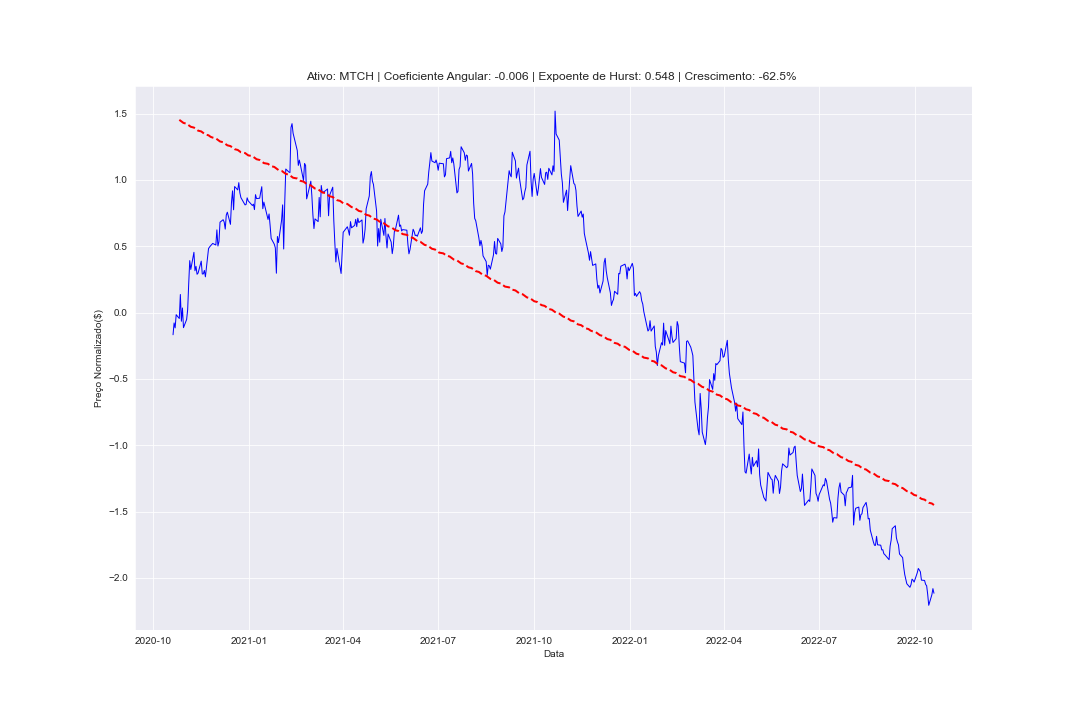 Ativo: MTCH | Coeficiente Angular: -0.006 | Expoente de Hurst: 0.548 | Crescimento: -62.5%
1.5
1.0
0.5
0.0
−0.5
−1.0
−1.5
−2.0
Preço Normalizado($)
2020-10 2021-01 2021-04 2021-07 2021-10 2022-01 2022-04 2022-07 2022-10
Data